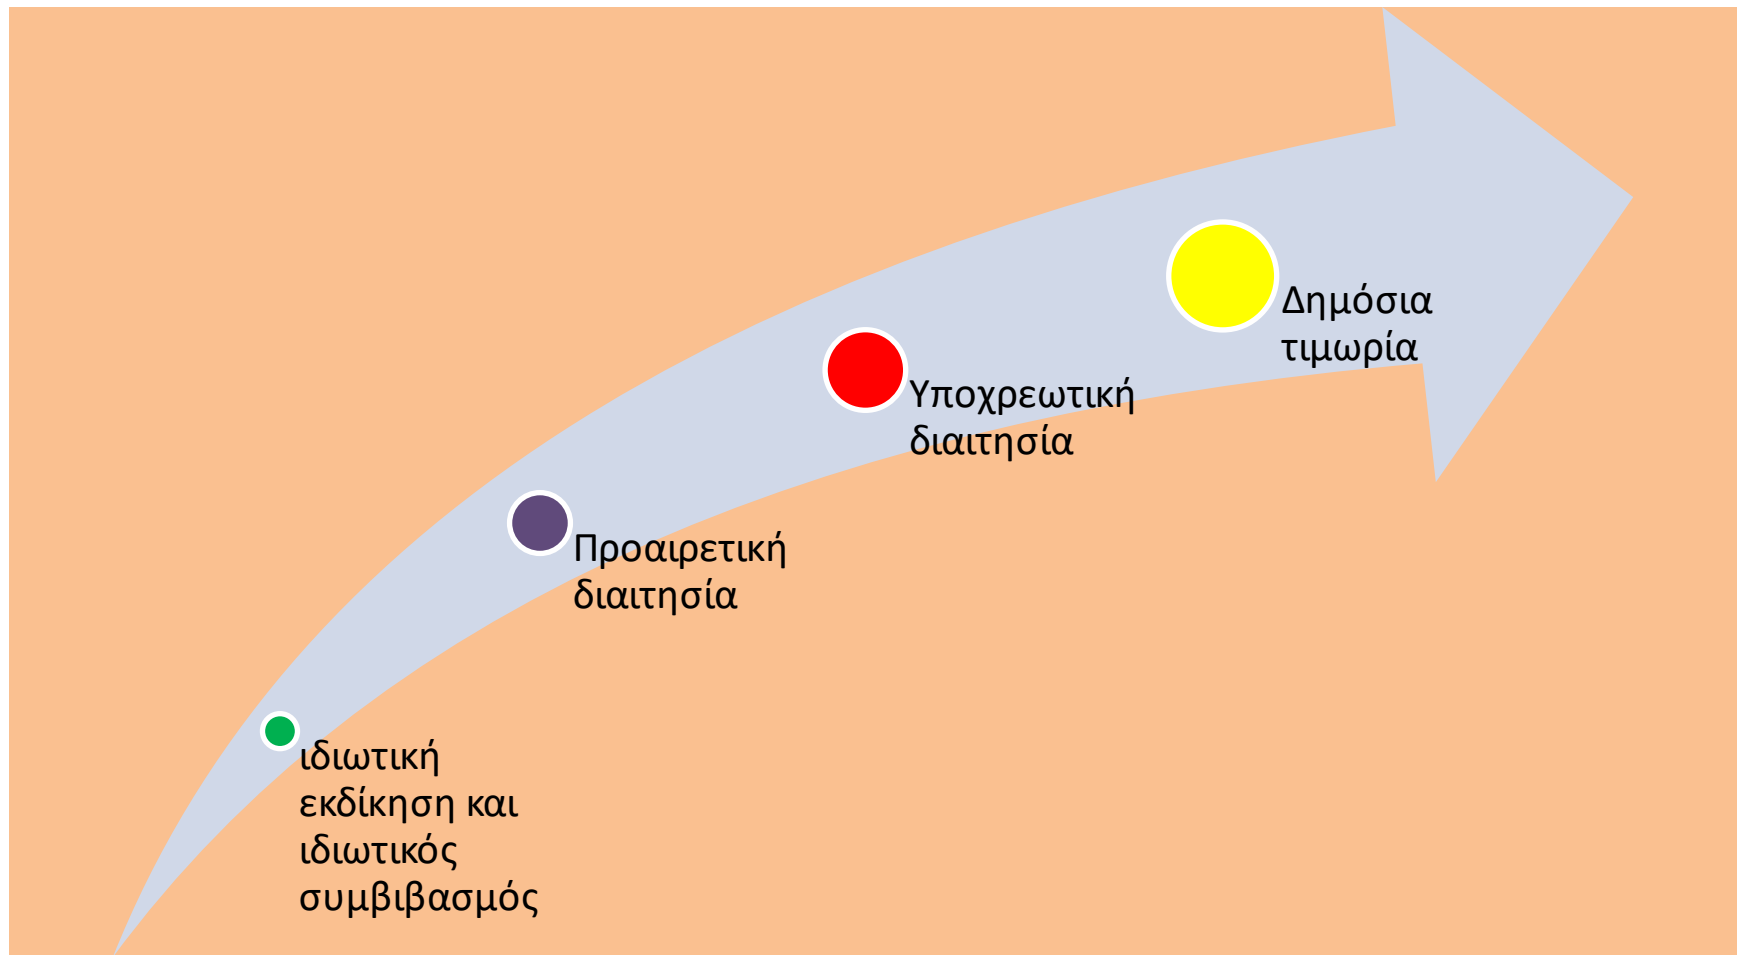 Δημόσια
τιμωρία
Υποχρεωτική
διαιτησία
Προαιρετική
διαιτησία
ιδιωτική
εκδίκηση και
ιδιωτικός
συμβιβασμός